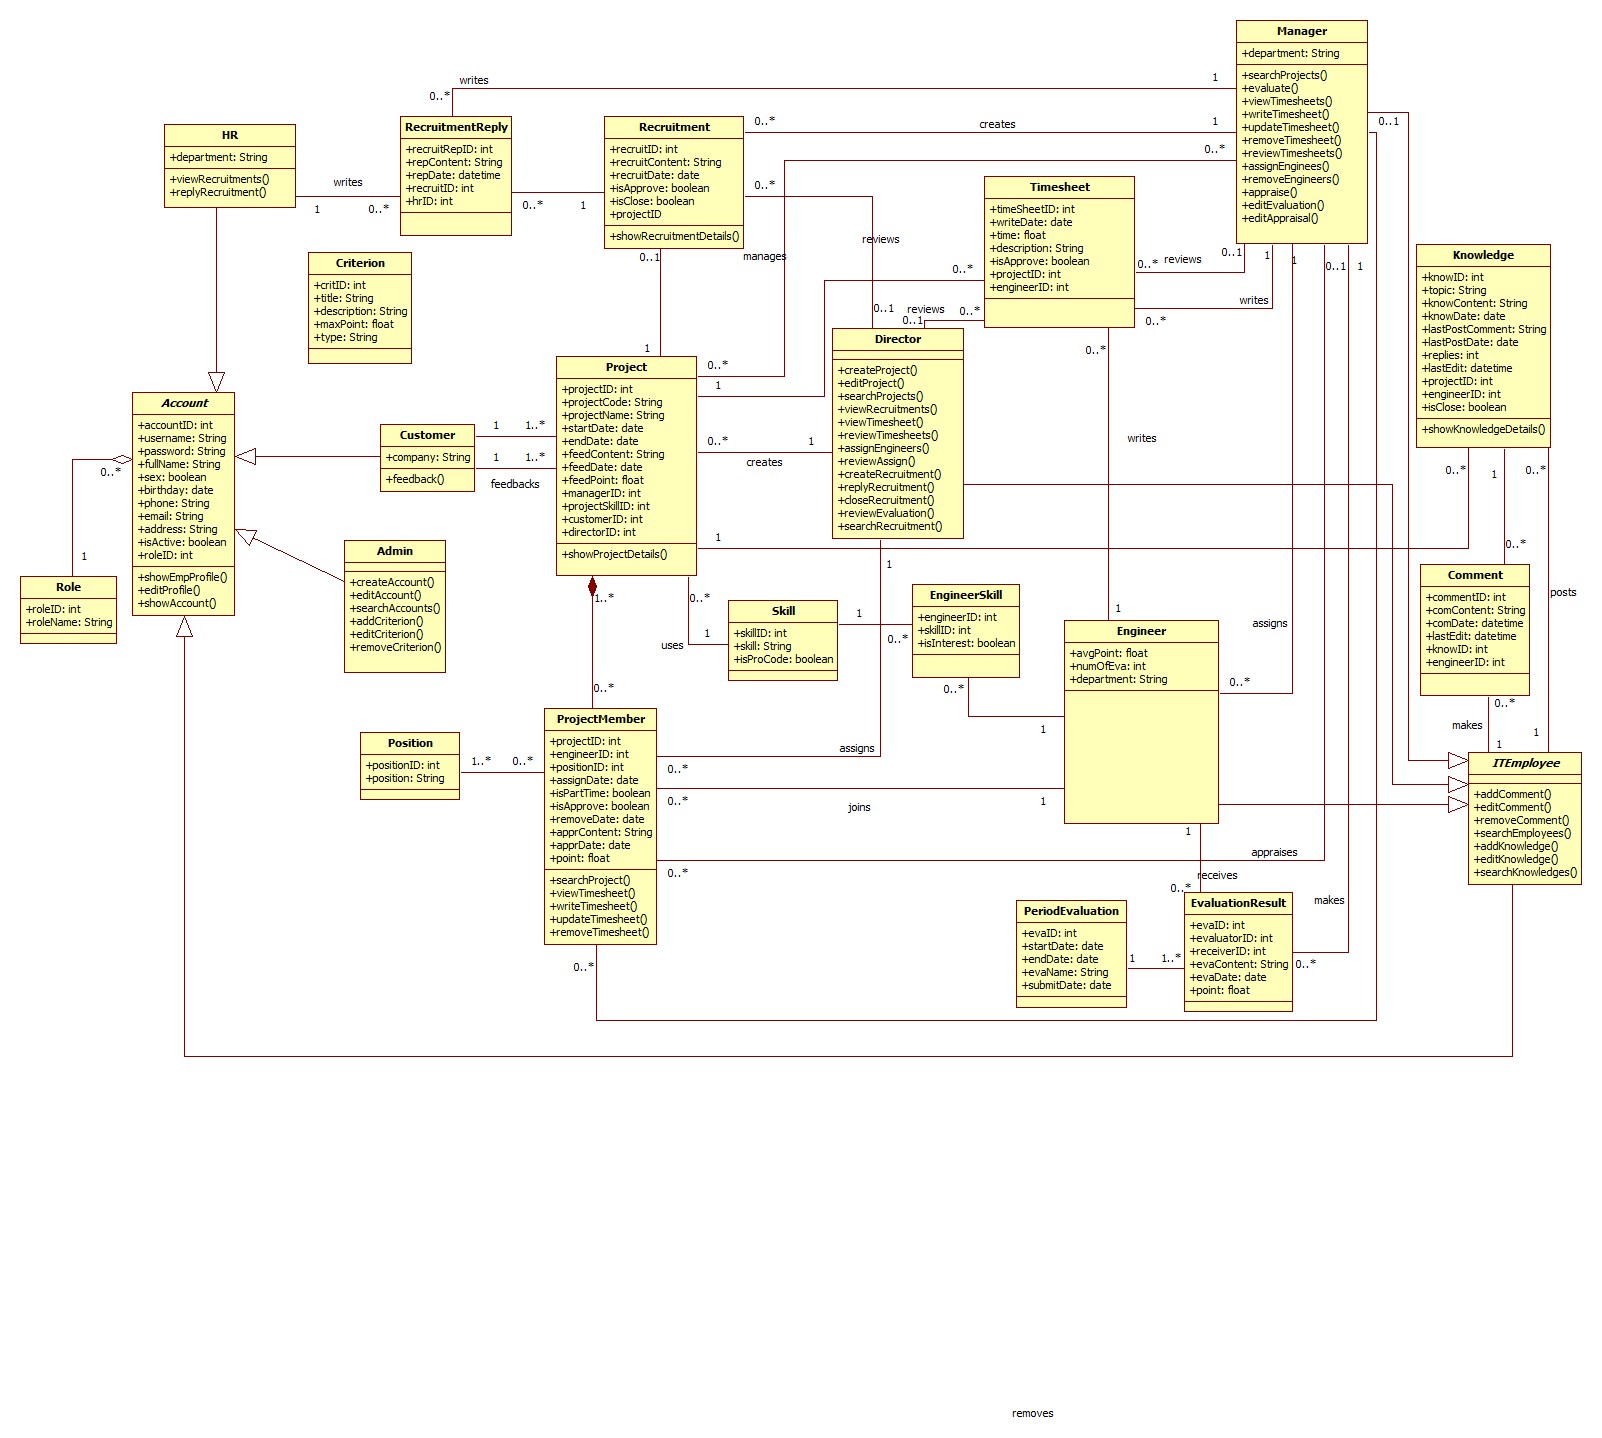 Manager
+department: String
+searchProjects()
+evaluate()
+viewTimesheets()
+writeTimesheet()
+updateTimesheet()
+removeTimesheet()
+reviewTimesheets()
+assignEnginees()
+removeEngineers()
+appraise()
+editEvaluation()
+editAppraisal()
writes
1
0..*
0..1
HR
+department: String
+viewRecruitments()
+replyRecruitment()
writes
1
0..*
RecruitmentReply
+recruitRepID: int
+repContent: String
+repDate: datetime
+recruitID: int
+hrID: int
0..*
1
Recruitment
+recruitID: int
+recruitContent: String
+recruitDate: date
+isApprove: boolean
+isClose: boolean
+projectID
+showRecruitmentDetails()
0..*
creates
1
0..*
0..*
reviews
manages
0..1
0..1
1
Timesheet
+timeSheetID: int
+writeDate: date
+time: float
+description: String
+isApprove: boolean
+projectID: int
+engineerID: int
0..*
reviews
0..1
1
1
0..1
1
0..*
writes
0..*
reviews
0..*
0..1
0..*
Knowledge
+knowID: int
+topic: String
+knowContent: String
+knowDate: date
+lastPostComment: String
+lastPostDate: date
+replies: int
+lastEdit: datetime
+projectID: int
+engineerID: int
+isClose: boolean
+showKnowledgeDetails()
0..*
1
0..*
Criterion
+critID: int
+title: String
+description: String
+maxPoint: float
+type: String
Director
+createProject()
+editProject()
+searchProjects()
+viewRecruitments()
+viewTimesheet()
+reviewTimesheets()
+assignEngineers()
+reviewAssign()
+createRecruitment()
+replyRecruitment()
+closeRecruitment()
+reviewEvaluation()
+searchRecruitment()
Project
+projectID: int
+projectCode: String
+projectName: String
+startDate: date
+endDate: date
+feedContent: String
+feedDate: date
+feedPoint: float
+managerID: int
+projectSkillID: int
+customerID: int
+directorID: int
+showProjectDetails()
0..*
1
0..*
1
creates
1
1
Account
+accountID: int
+username: String
+password: String
+fullName: String
+sex: boolean
+birthday: date
+phone: String
+email: String
+address: String
+isActive: boolean
+roleID: int
+showEmpProfile()
+editProfile()
+showAccount()
0..*
1
Customer
+company: String
+feedback()
1
1..*
1
1..*
feedbacks
writes
Role
+roleID: int
+roleName: String
Admin
+createAccount()
+editAccount()
+searchAccounts()
+addCriterion()
+editCriterion()
+removeCriterion()
1..*
0..*
0..*
1
uses
Skill
+skillID: int
+skill: String
+isProCode: boolean
1
0..*
EngineerSkill
+engineerID: int
+skillID: int
+isInterest: boolean
0..*
1
1
Engineer
+avgPoint: float
+numOfEva: int
+department: String
assigns
0..*
0..*
Comment
+commentID: int
+comContent: String
+comDate: datetime
+lastEdit: datetime
+knowID: int
+engineerID: int
posts
0..*
makes
1
1
Position
+positionID: int
+position: String
1..*
0..*
ProjectMember
+projectID: int
+engineerID: int
+positionID: int
+assignDate: date
+isPartTime: boolean
+isApprove: boolean
+removeDate: date
+apprContent: String
+apprDate: date
+point: float
+searchProject()
+viewTimesheet()
+writeTimesheet()
+updateTimesheet()
+removeTimesheet()
assigns
0..*
0..*
joins
1
appraises
0..*
0..*
ITEmployee
+addComment()
+editComment()
+removeComment()
+searchEmployees()
+addKnowledge()
+editKnowledge()
+searchKnowledges()
1
receives
0..*
makes
0..*
PeriodEvaluation
+evaID: int
+startDate: date
+endDate: date
+evaName: String
+submitDate: date
1
1..*
EvaluationResult
+evaID: int
+evaluatorID: int
+receiverID: int
+evaContent: String
+evaDate: date
+point: float
removes